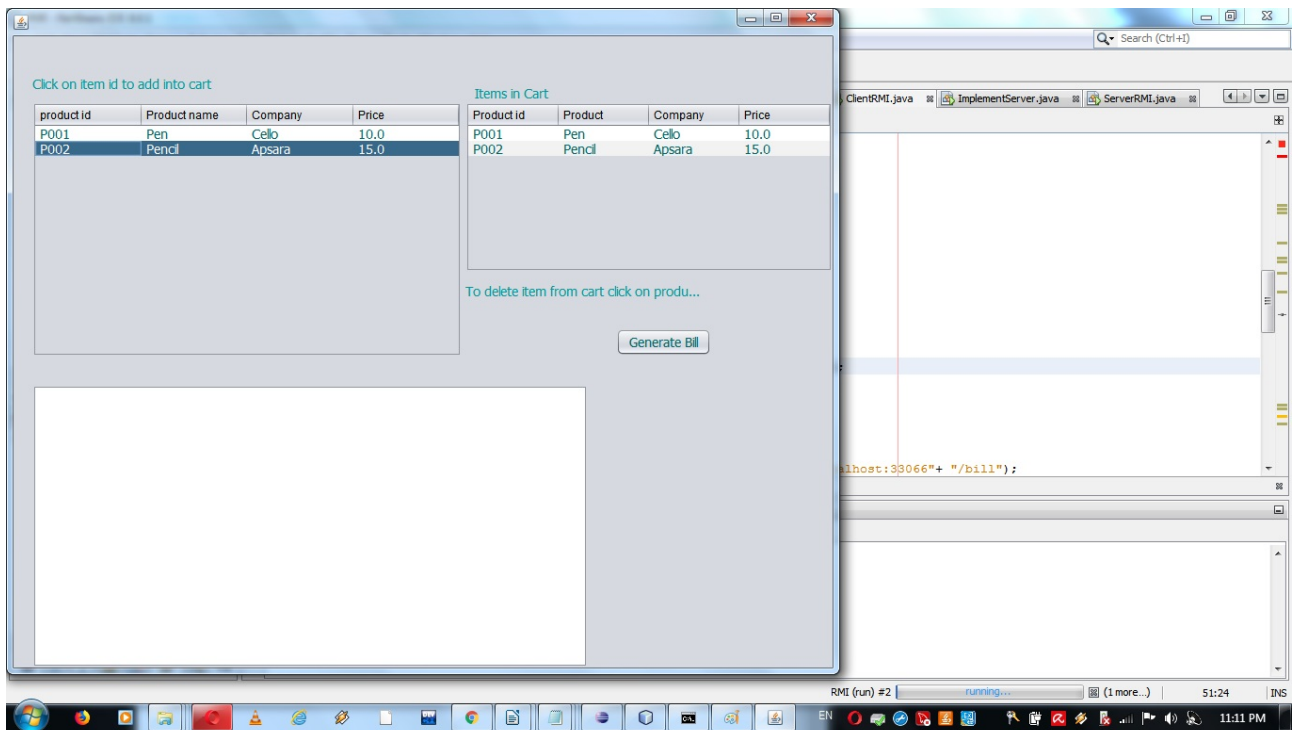 Search (Ctrl+I)
Click on item id to add into cart
product id Product name Company Price
P001 Pen Cello 10.0
P002 Pencil Apsara 15.0
Items in Cart
Product id Product Company Price
P001 Pen Cello 10.0
P002 Pencil Apsara 15.0
To delete item from cart click on produ...
Generate Bill
ClientRMI.java ImplementServer.java ServerRMI.java
;
alhost:33066"+ "/bill");
RMI (run) #2 running... (1 more...) 51:24 INS
EN 11:11 PM